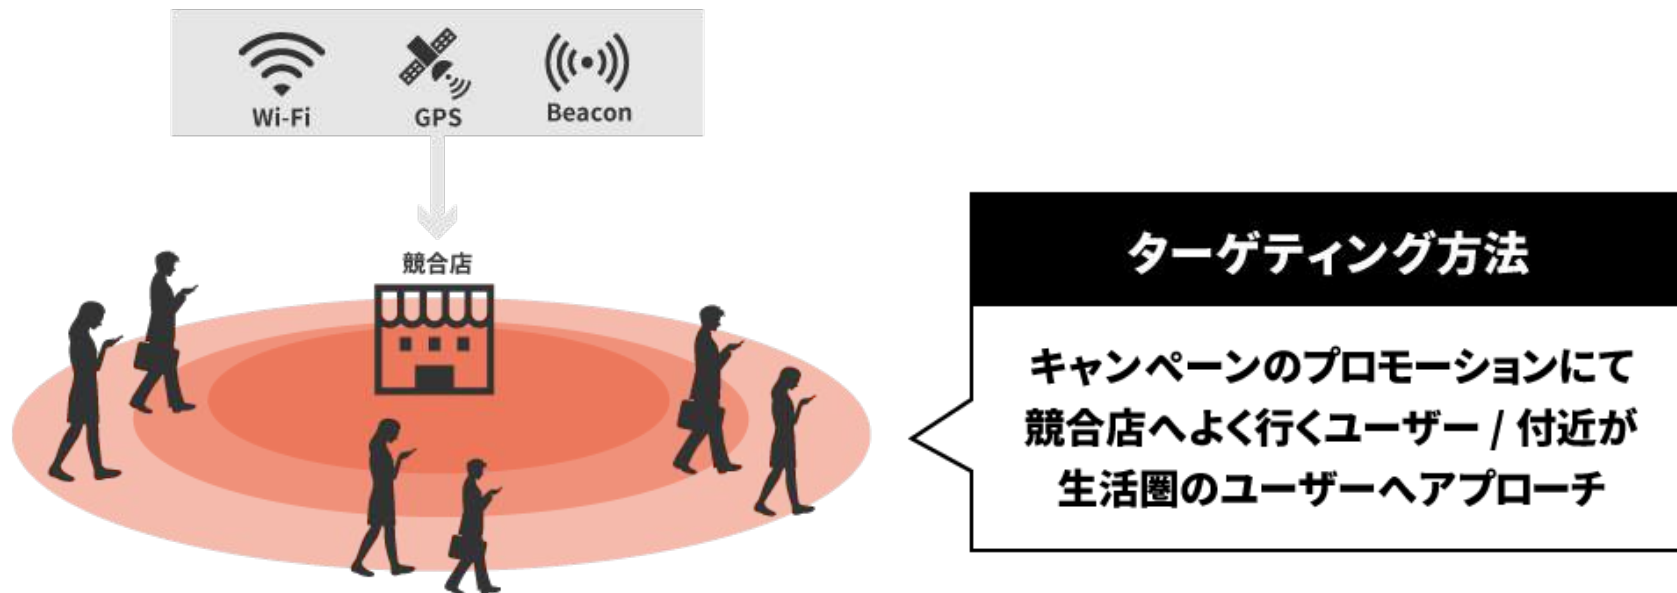 Wi-Fi
GPS
Beacon
競合店
ターゲティング方法
キャンペーンのプロモーションにて
競合店へよく行くユーザー / 付近が
生活圏のユーザーへアプローチ